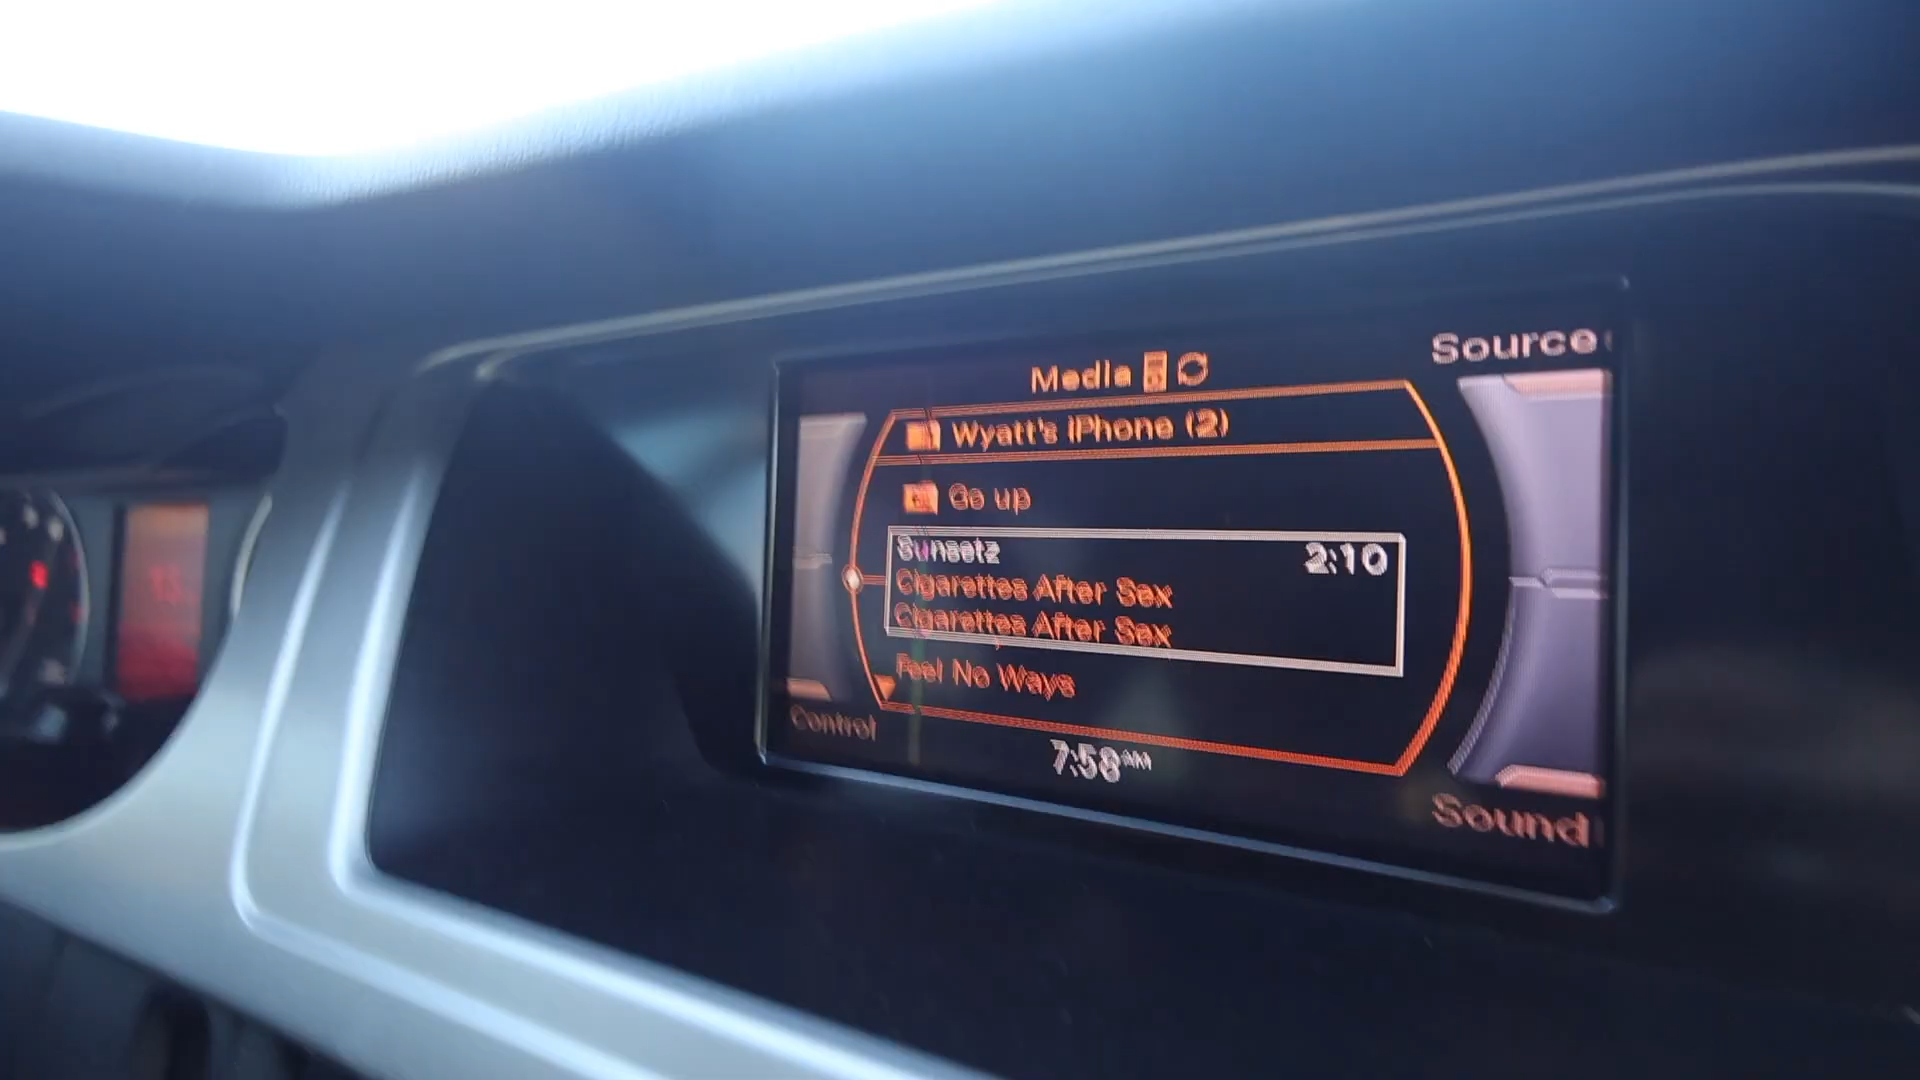 Source
Media
Wyatt's iPhone (2)
Go up
Sunsetz 2:10
Cigarettes After Sex
Cigarettes After Sex
Feel No Ways
Control
7:58 AM
Sound